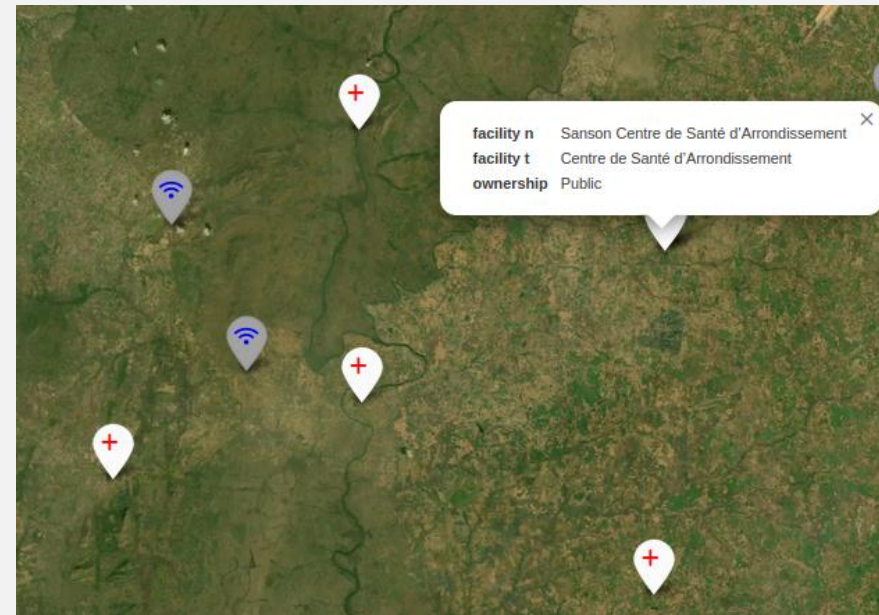 facility n Sanson Centre de Santé d'Arrondissement
facility t Centre de Santé d'Arrondissement
ownership Public